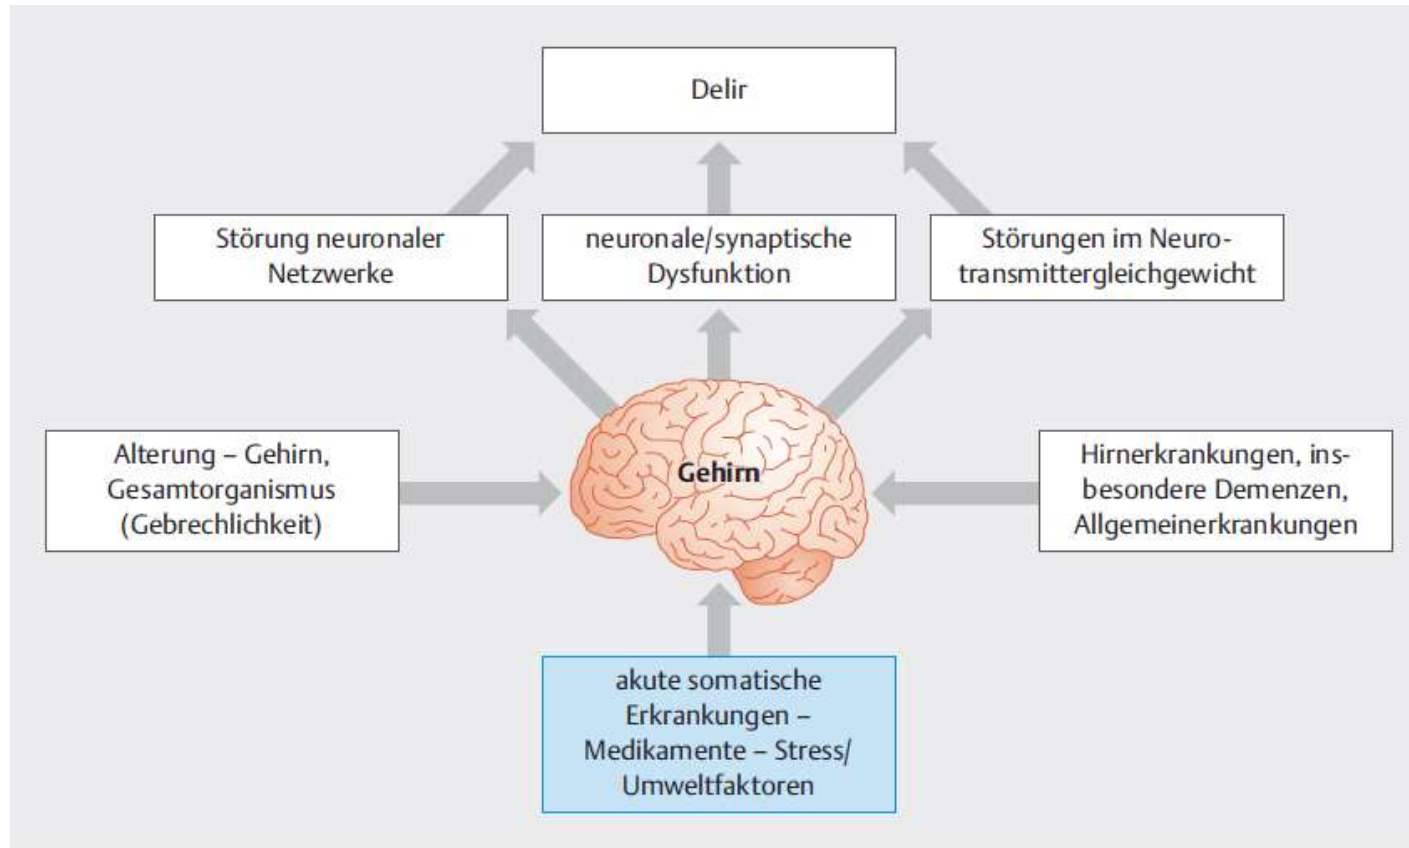 Delir
Störung neuronaler
Netzwerke
neuronale/synaptische
Dysfunktion
Störungen im Neuro-
transmittergleichgewicht
Alterung – Gehirn,
Gesamtorganismus
(Gebrechlichkeit)
Gehirn
Hirnerkrankungen, ins-
besondere Demenzen,
Allgemeinerkrankungen
akute somatische
Erkrankungen –
Medikamente – Stress/
Umweltfaktoren